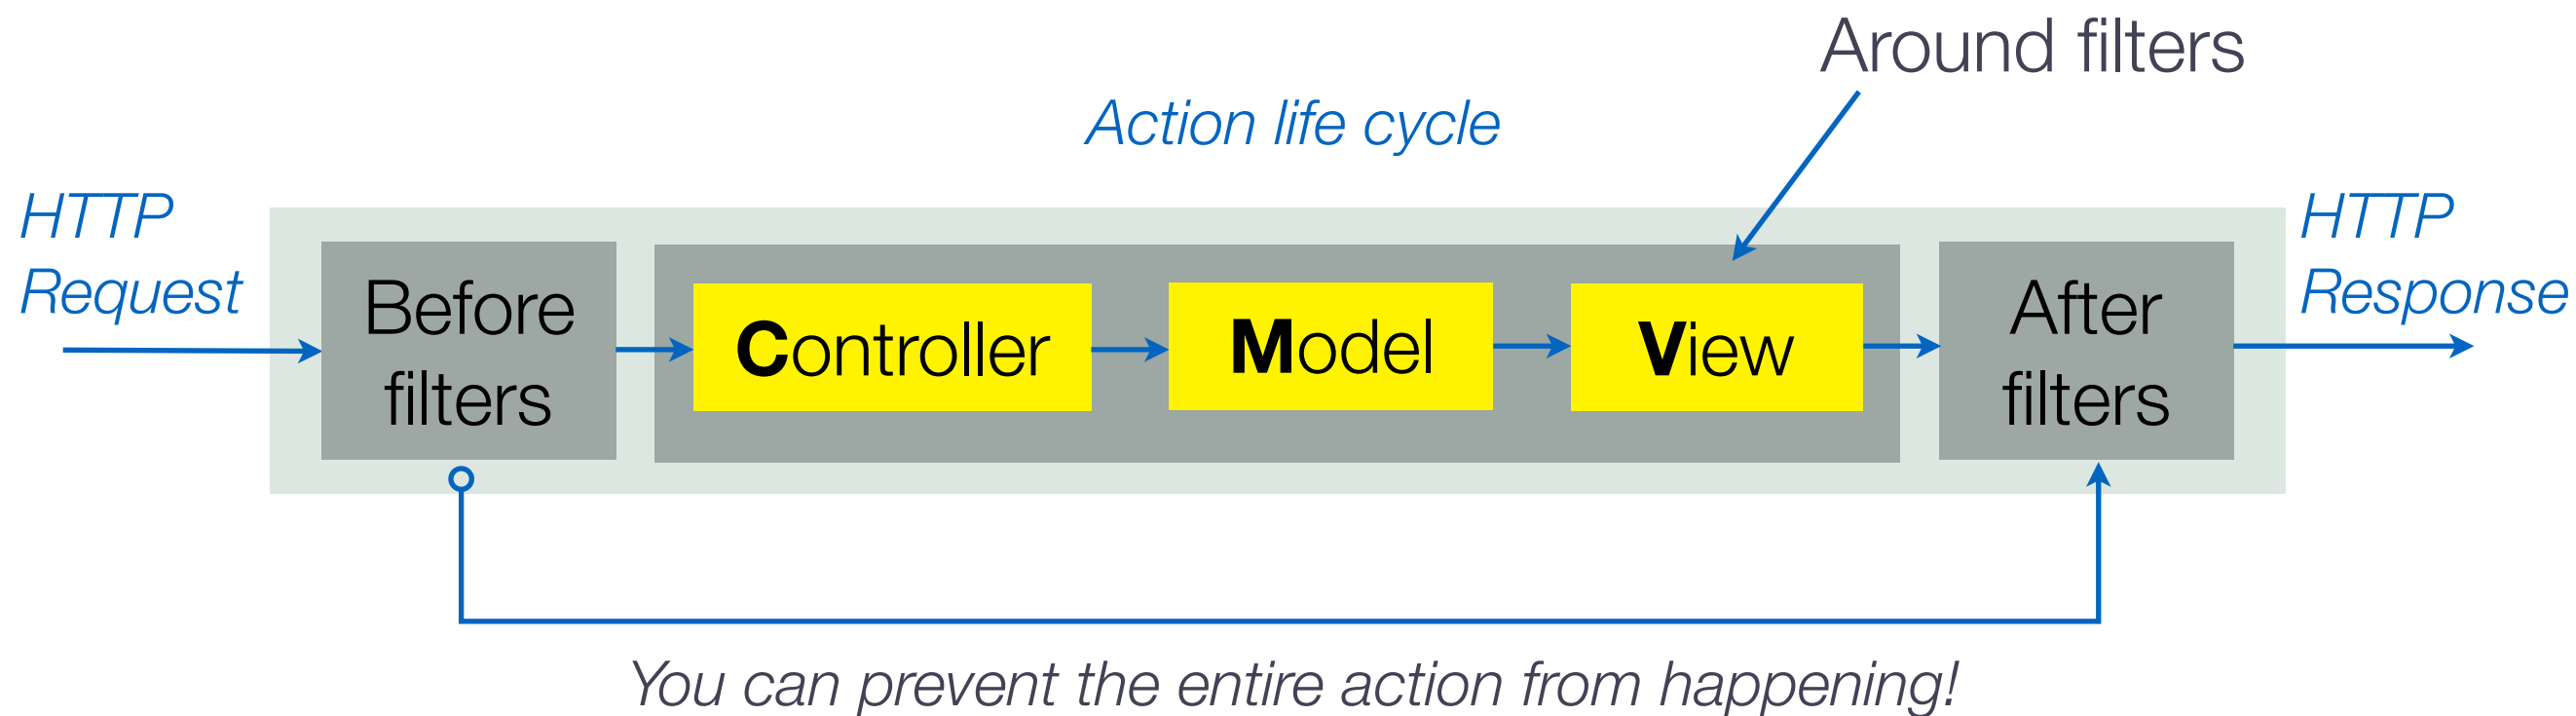 Around filters
Action life cycle
HTTP
Request
Before
filters
Controller
Model
View
After
filters
HTTP
Response
You can prevent the entire action from happening!